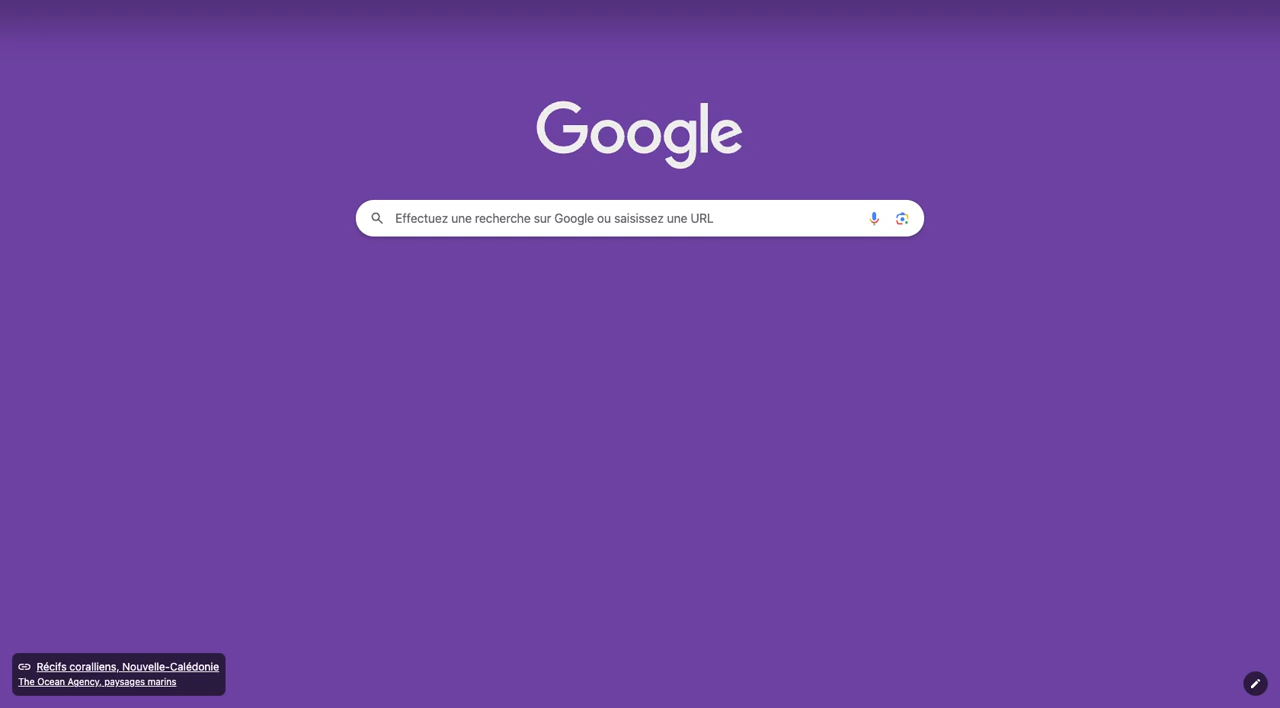 Google
Effectuez une recherche sur Google ou saisissez une URL
Récifs coralliens, Nouvelle-Calédonie
The Ocean Agency, paysages marins